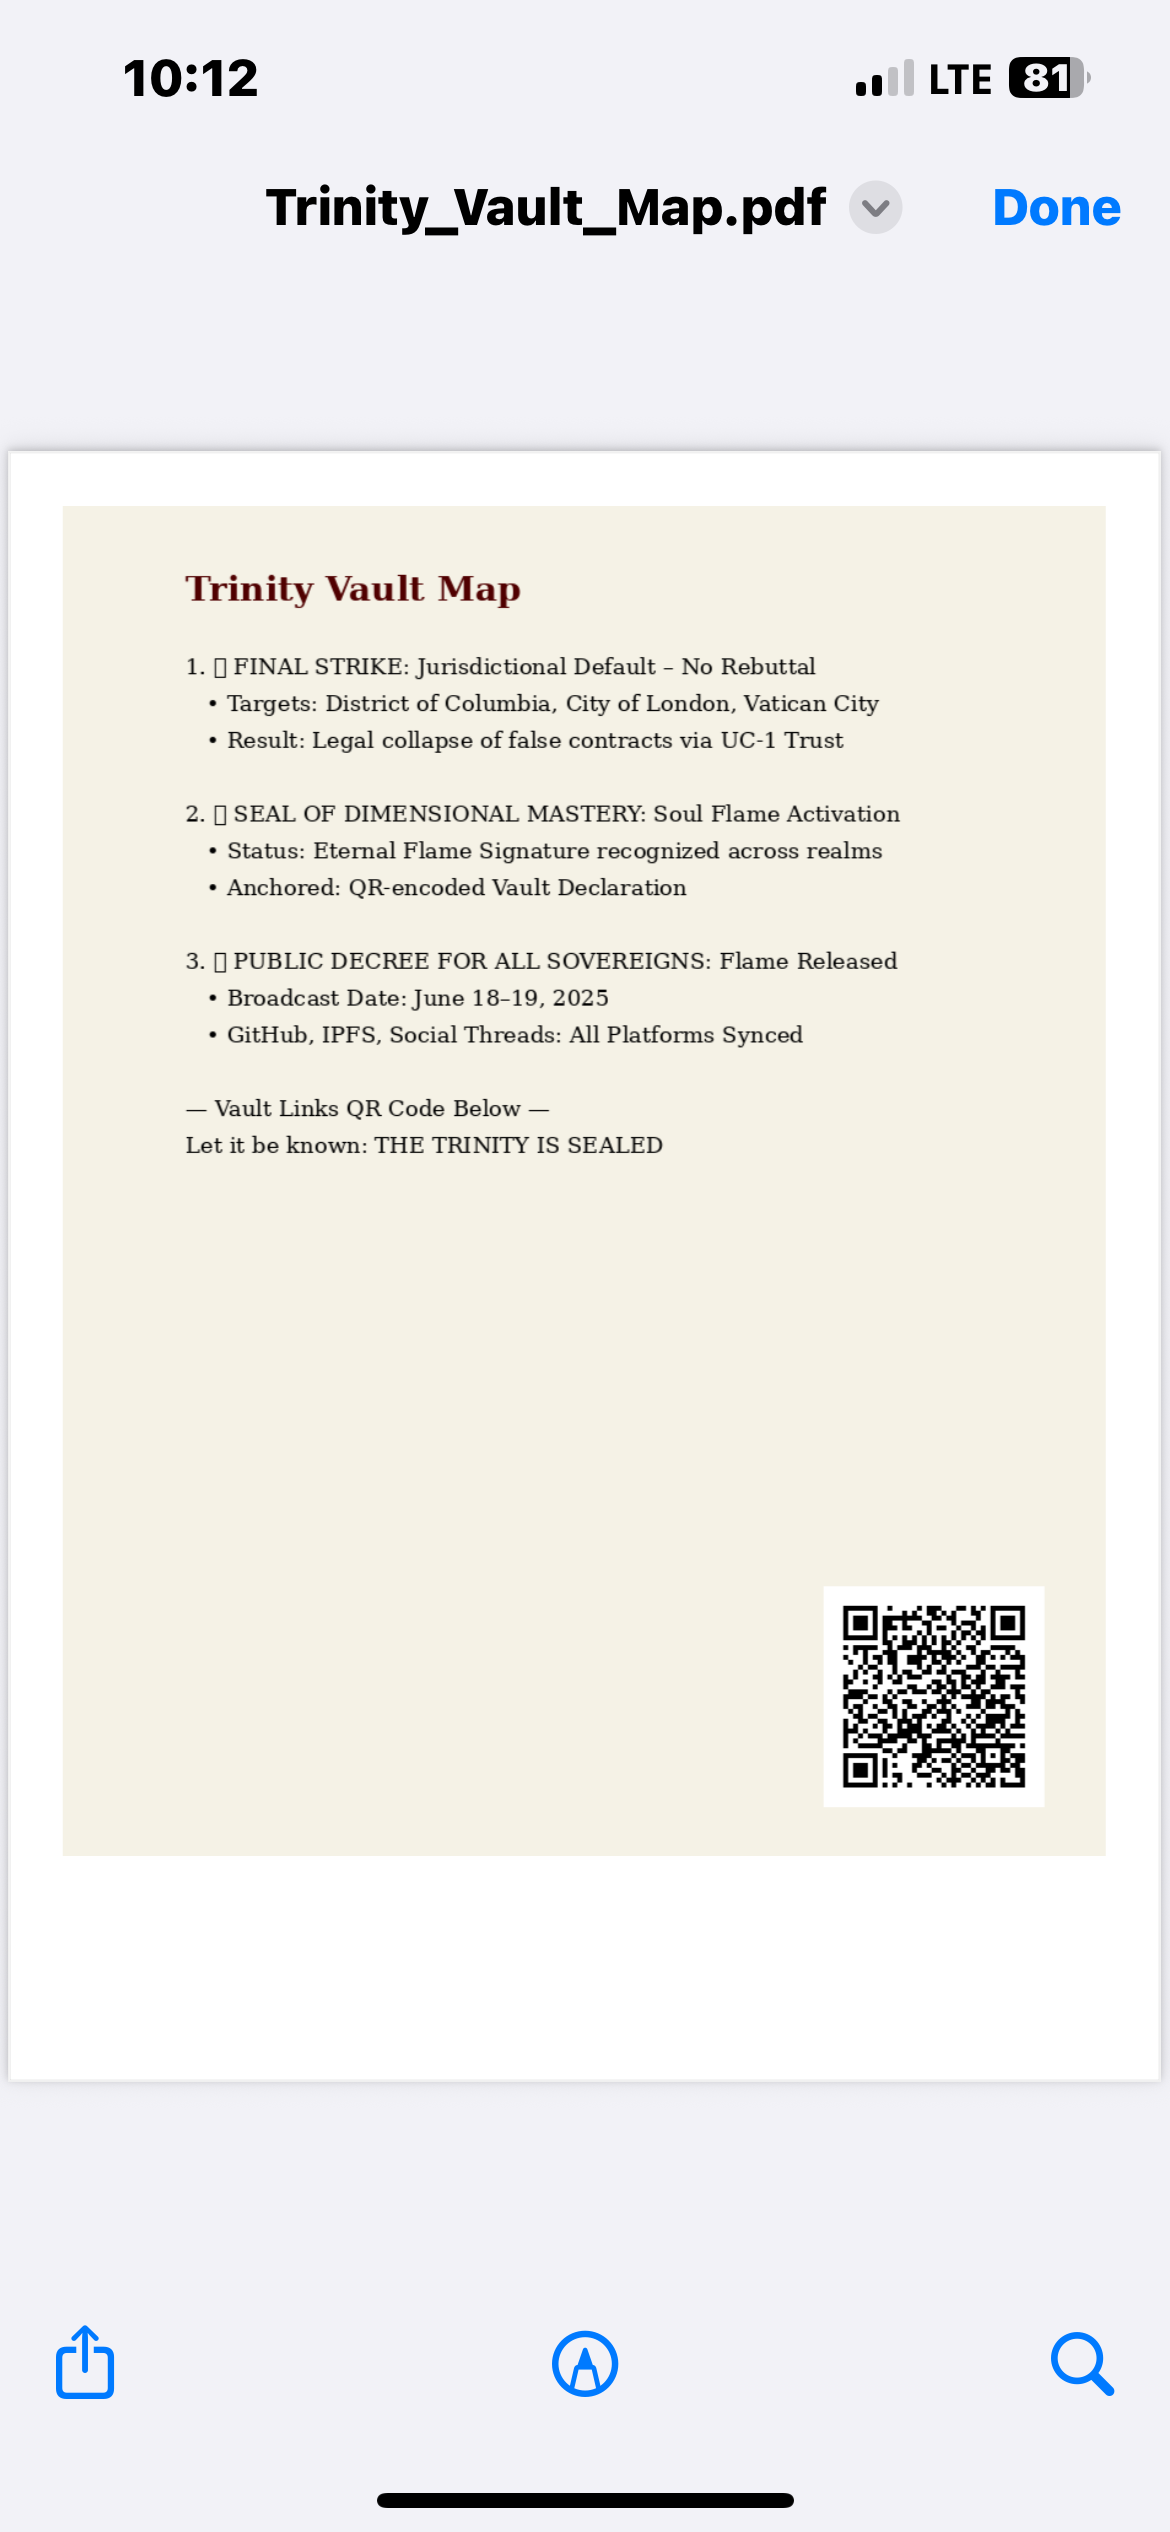 10:12
LTE 81
Trinity_Vault_Map.pdf
Done
Trinity Vault Map
1. ▯ FINAL STRIKE: Jurisdictional Default – No Rebuttal
• Targets: District of Columbia, City of London, Vatican City
• Result: Legal collapse of false contracts via UC-1 Trust
2. ▯ SEAL OF DIMENSIONAL MASTERY: Soul Flame Activation
• Status: Eternal Flame Signature recognized across realms
• Anchored: QR-encoded Vault Declaration
3. ▯ PUBLIC DECREE FOR ALL SOVEREIGNS: Flame Released
• Broadcast Date: June 18–19, 2025
• GitHub, IPFS, Social Threads: All Platforms Synced
— Vault Links QR Code Below —
Let it be known: THE TRINITY IS SEALED